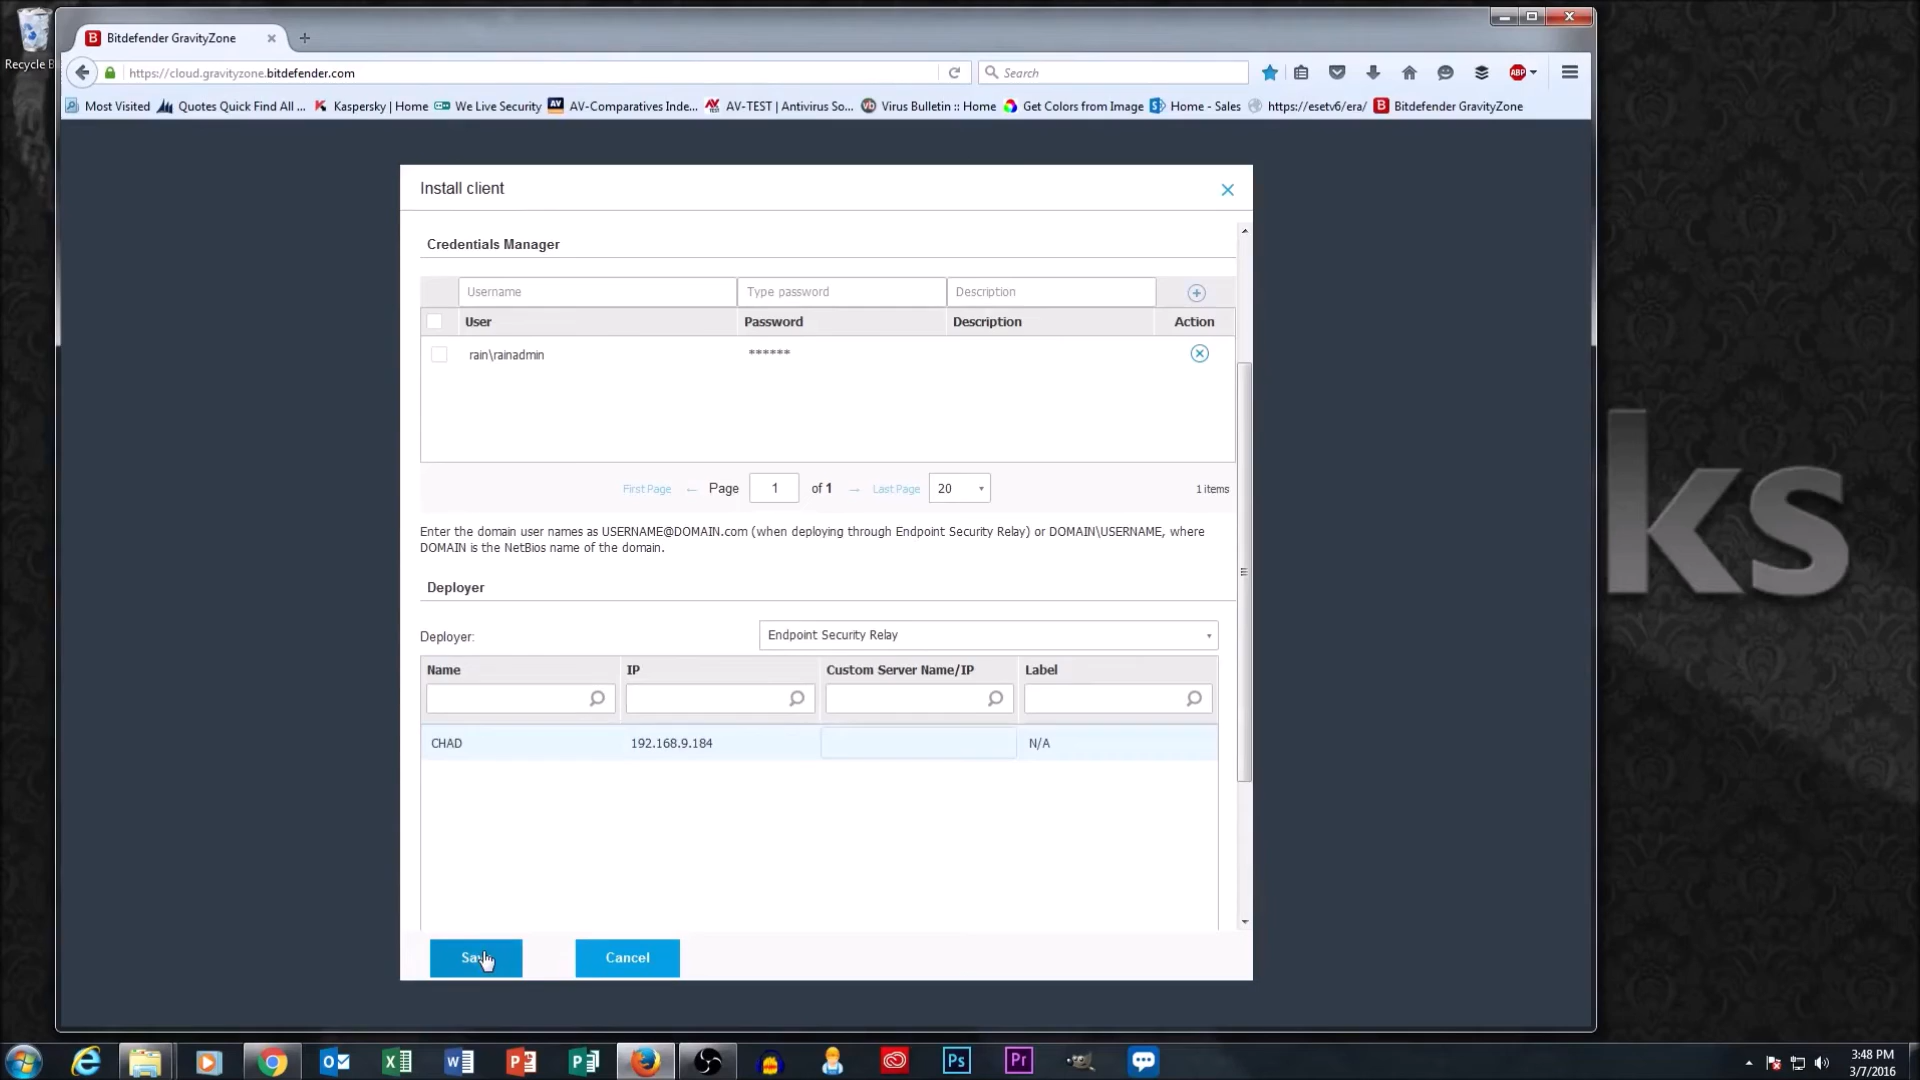 Recycle B
Bitdefender GravityZone
https://cloud.gravityzone.bitdefender.com
Search
ABP
Most Visited
Quotes Quick Find All ...
Kaspersky | Home
We Live Security
AV-Comparatives Inde...
AV-TEST | Antivirus So...
Virus Bulletin :: Home
Get Colors from Image
Home - Sales
https://esetv6/era/
Bitdefender GravityZone
Install client
Credentials Manager
Username Type password Description
User Password Description Action
rain\rainadmin ******
First Page ← Page 1 of 1 → Last Page 20 1 items
Enter the domain user names as USERNAME@DOMAIN.com (when deploying through Endpoint Security Relay) or DOMAIN\USERNAME, where
DOMAIN is the NetBios name of the domain.
Deployer
Deployer: Endpoint Security Relay
Name IP Custom Server Name/IP Label
CHAD 192.168.9.184 N/A
Cancel
ks
3:48 PM
3/7/2016